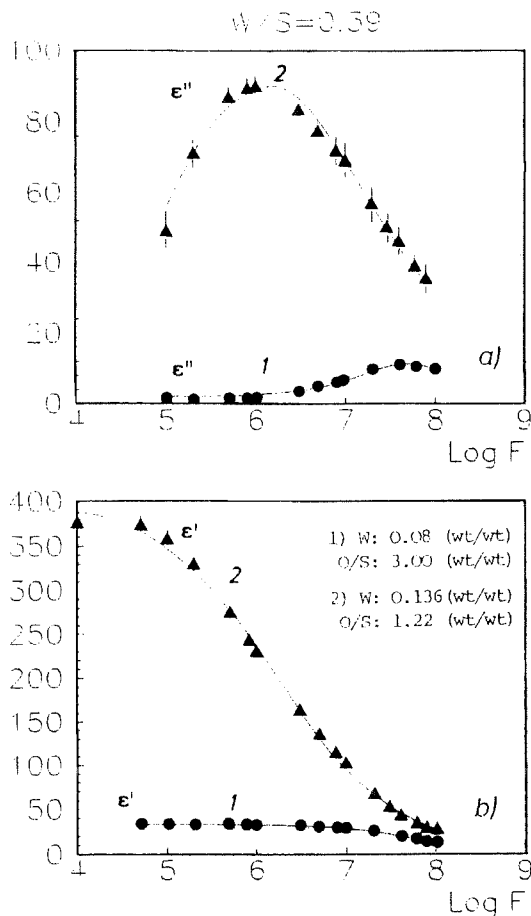 W/S=0.39
100
80
60
40
20
0
ε"
2
ε"
1
a)
4 5 6 7 8 9
Log F
400
350
300
250
200
150
100
50
0
ε'
2
1) W: 0.08 (wt/wt)
O/S: 3.00 (wt/wt)
2) W: 0.136(wt/wt)
O/S: 1.22 (wt/wt)
ε'
1
b)
4 5 6 7 8 9
Log F